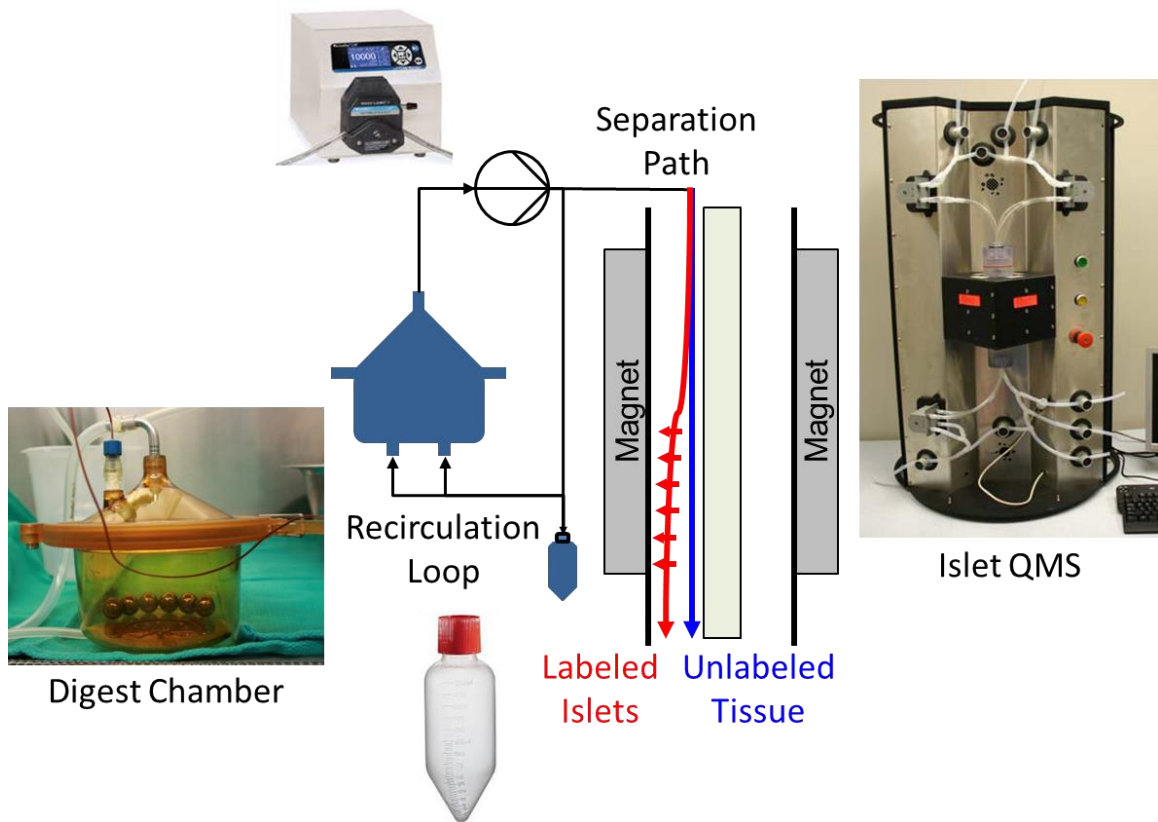 10000
Separation
Path
Magnet
Magnet
Recirculation
Loop
Islet QMS
Digest Chamber
Labeled
Islets
Unlabeled
Tissue